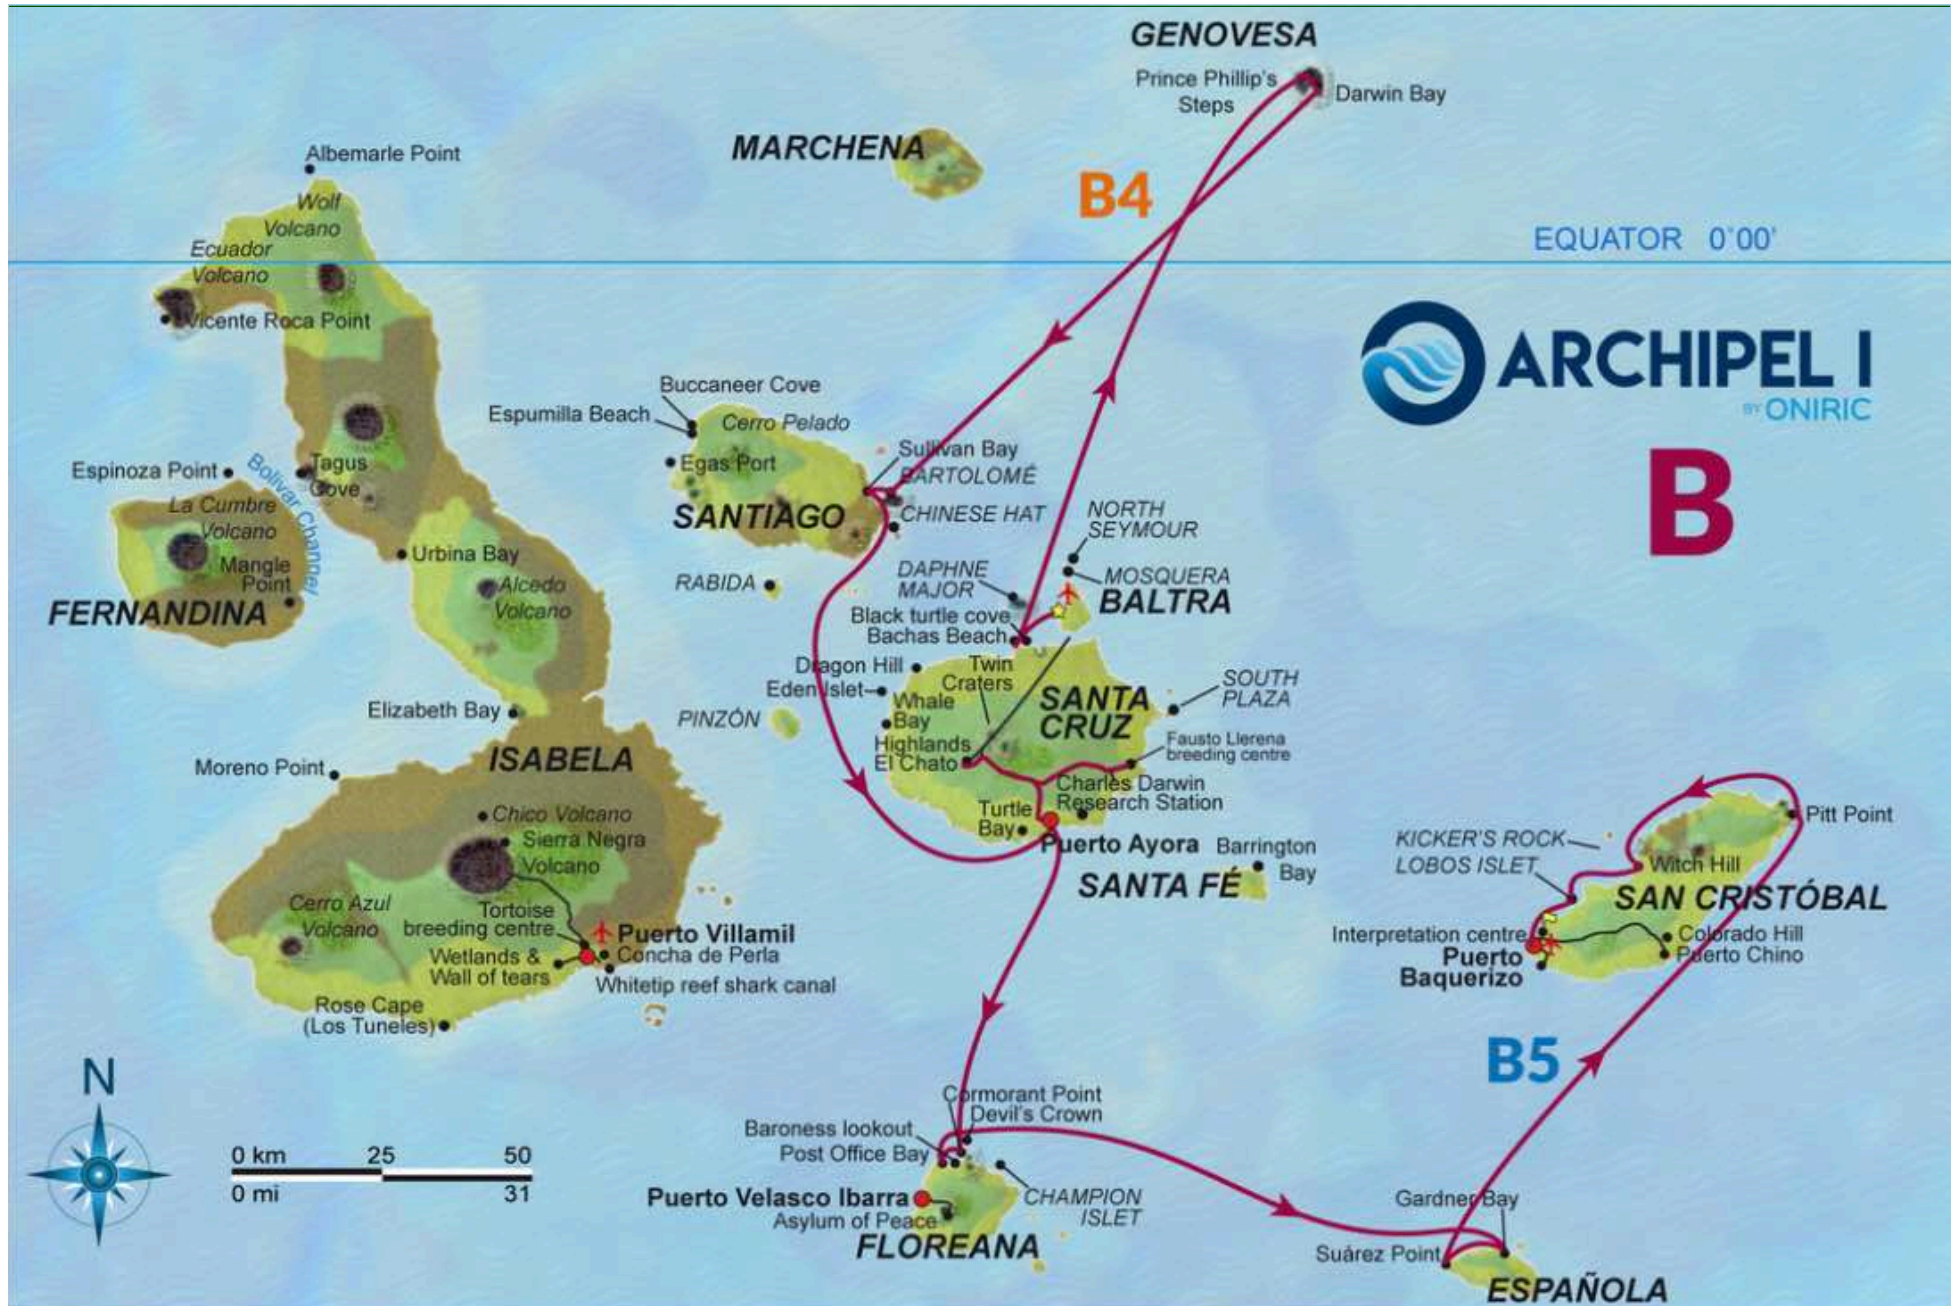 GENOVESA
Prince Phillip's
Steps
Darwin Bay
MARCHENA
Albemarle Point
Wolf
Volcano
Ecuador
Volcano
Vicente Roca Point
B4
EQUATOR 0°00'
ARCHIPEL I
BY ONIRIC
B
Buccaneer Cove
Espumilla Beach
Cerro Pelado
Egas Port
Sullivan Bay
BARTOLOMÉ
CHINESE HAT
SANTIAGO
Espinoza Point
Bolivar Channel
Tagus
Cove
La Cumbre
Volcano
Mangle
Point
FERNANDINA
Urbina Bay
Alcedo
Volcano
NORTH
SEYMOUR
MOSQUERA
BALTRA
RABIDA
DAPHNE
MAJOR
Black turtle cove
Bachas Beach
Dragon Hill
Eden Islet
Whale
Bay
Twin
Craters
SANTA
CRUZ
SOUTH
PLAZA
Highlands
El Chato
Fausto Llerena
breeding centre
Charles Darwin
Research Station
Turtle
Bay
Puerto Ayora
PINZÓN
Elizabeth Bay
ISABELA
Moreno Point
Chico Volcano
Sierra Negra
Volcano
Cerro Azul
Volcano
Tortoise
breeding centre
Puerto Villamil
Wetlands &
Wall of tears
Concha de Perla
Whitetip reef shark canal
Rose Cape
(Los Tuneles)
Barrington
Bay
SANTA FÉ
Pitt Point
KICKER'S ROCK
LOBOS ISLET
Witch Hill
SAN CRISTÓBAL
Interpretation centre
Puerto
Baquerizo
Colorado Hill
Puerto Chino
B5
N
0 km 25 50
0 mi 31
Cormorant Point
Devil's Crown
Baroness lookout
Post Office Bay
Puerto Velasco Ibarra
Asylum of Peace
CHAMPION
ISLET
FLOREANA
Gardner Bay
Suárez Point
ESPAÑOLA